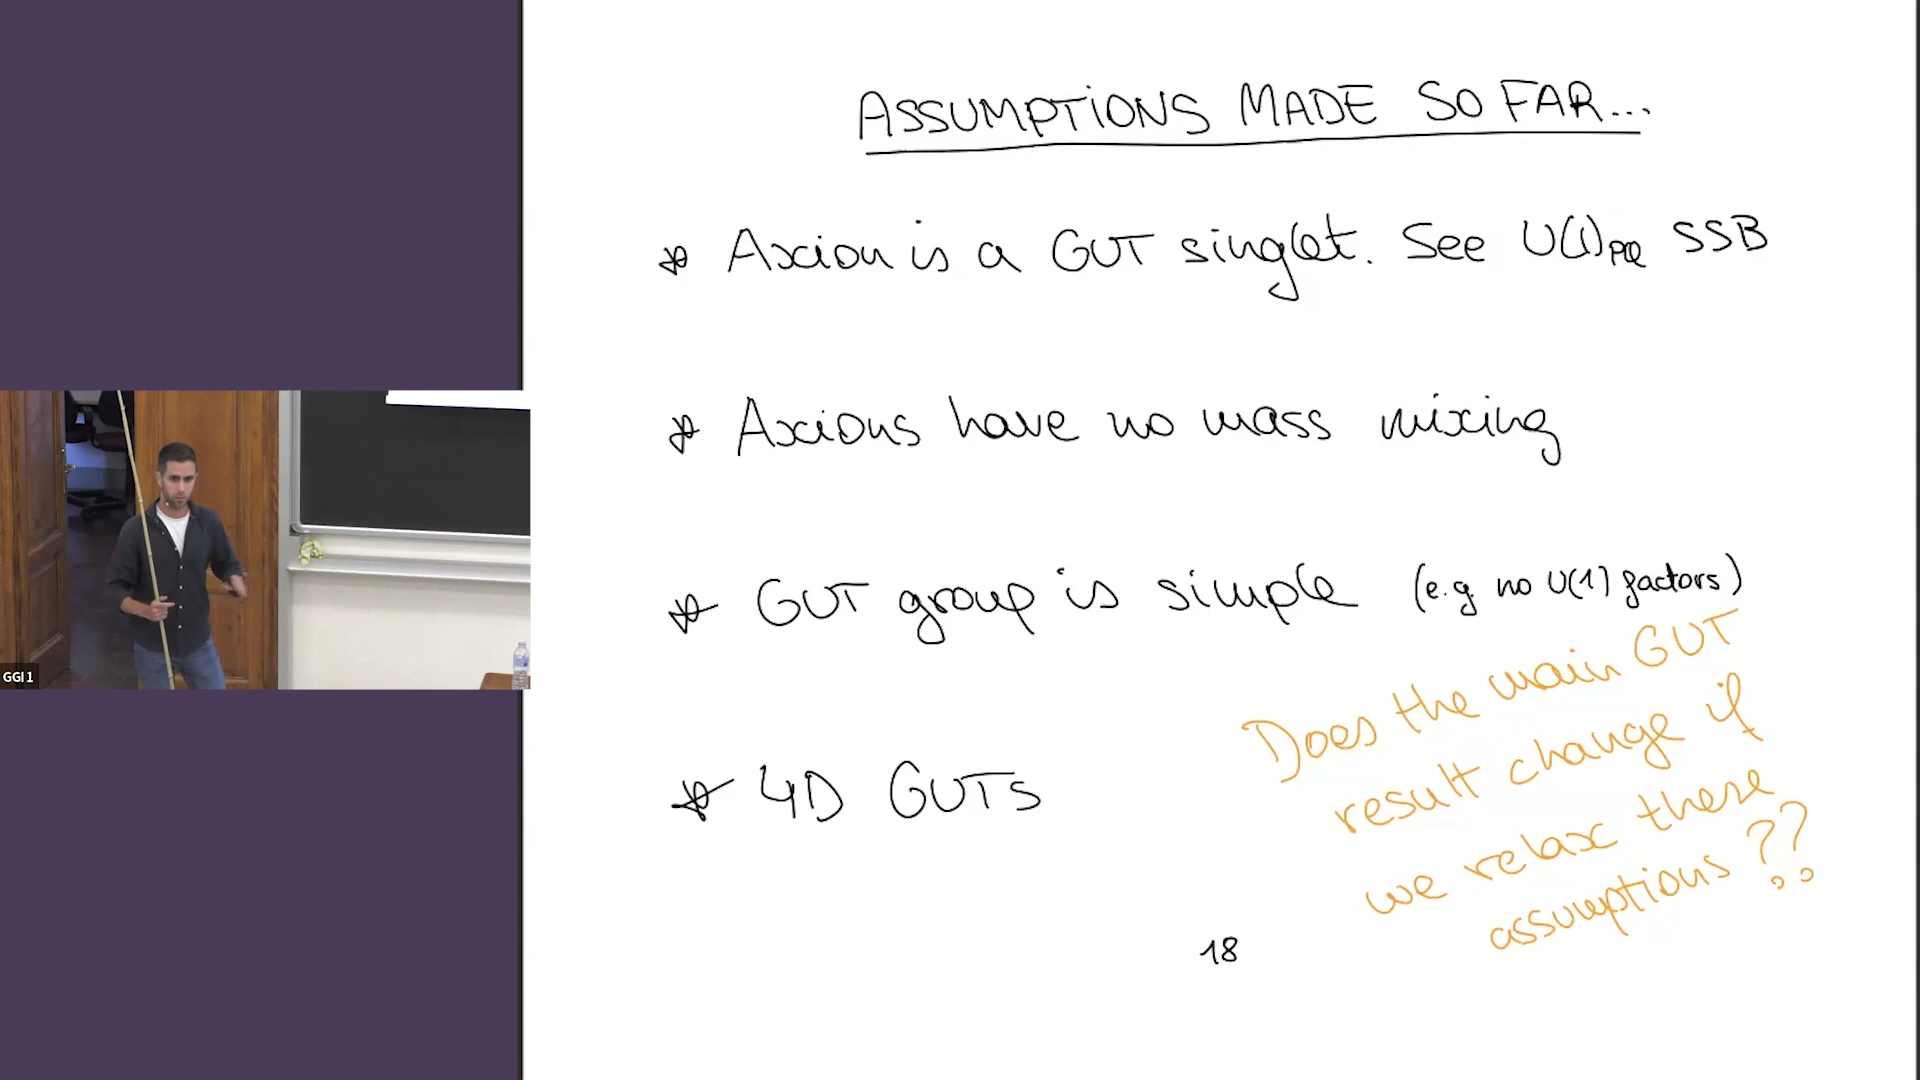 ASSUMPTIONS MADE SO FAR...
* Axion is a GUT singlet. See U(1)PQ SSB
* Axions have no mass mixing
* GUT group is simple (e.g. no U(1) factors)
* 4D GUTs
Does the main GUT
result change if
we relax these
assumptions??
18
GGI 1